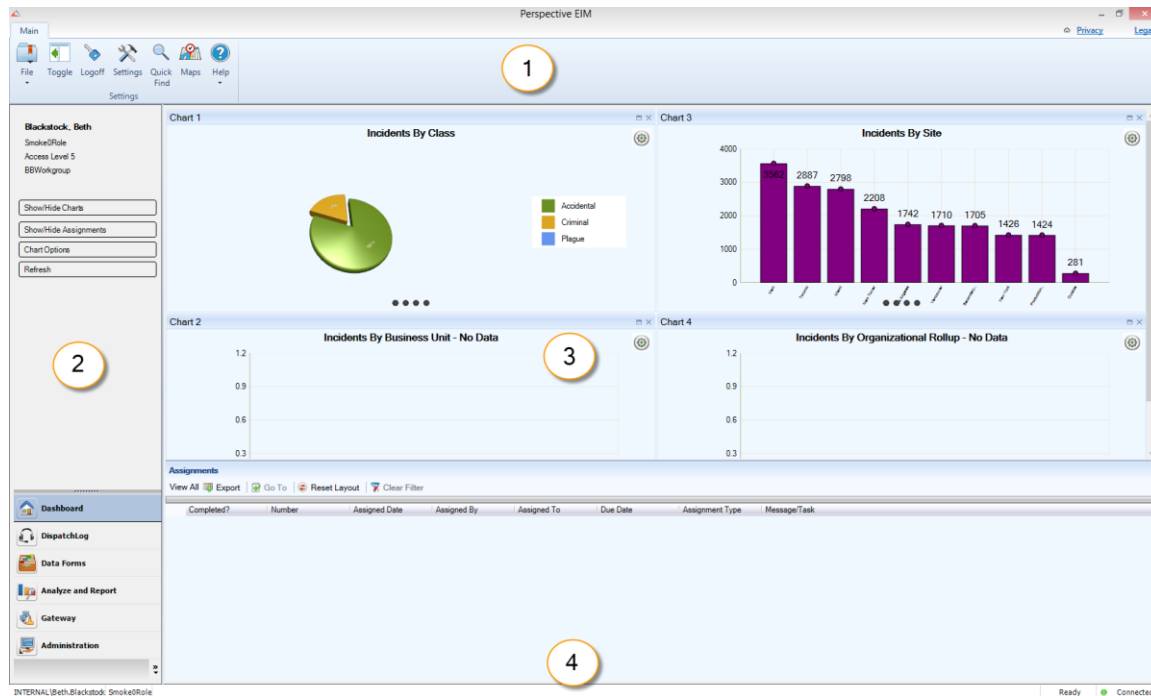 Perspective EIM
Main
Privacy
Lega
File
Toggle
Logoff
Settings
Quick Find
Maps
Help
Settings
1
Blackstock, Beth
Smoke0Role
Access Level 5
BBWorkgroup
Show/Hide Charts
Show/Hide Assignments
Chart Options
Refresh
2
Dashboard
DispatchLog
Data Forms
Analyze and Report
Gateway
Administration
Chart 1
Incidents By Class
Accidental
Criminal
Plague
Chart 3
Incidents By Site
4000
3000
2000
1000
0
3562
2887
2798
2208
1742
1710
1705
1426
1424
281
Chart 2
Incidents By Business Unit - No Data
1.2
0.9
0.6
0.3
3
Chart 4
Incidents By Organizational Rollup - No Data
1.2
0.9
0.6
0.3
Assignments
View All Export Go To Reset Layout Clear Filter
Completed? Number Assigned Date Assigned By Assigned To Due Date Assignment Type Message/Task
4
INTERNAL\Beth.Blackstock: Smoke0Role
Ready
Connected